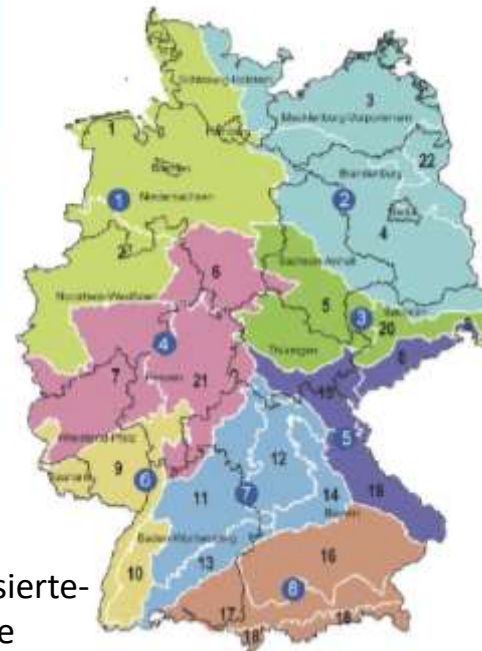 Schleswig-Holstein
3
Mecklenburg-Vorpommern
1
Hamburg
22
Bremen
Brandenburg
1
Niedersachsen
2
Berlin
4
2
6
Sachsen-Anhalt
Nordrhein-Westfalen
5
3
Sachsen
20
4
Thüringen
8
7
Hessen
21
15
Rheinland-Pfalz
5
9
12
Saarland
6
7
11
14
18
Bayern
Baden-Württemberg
16
10
13
8
sierte-
17
18
e